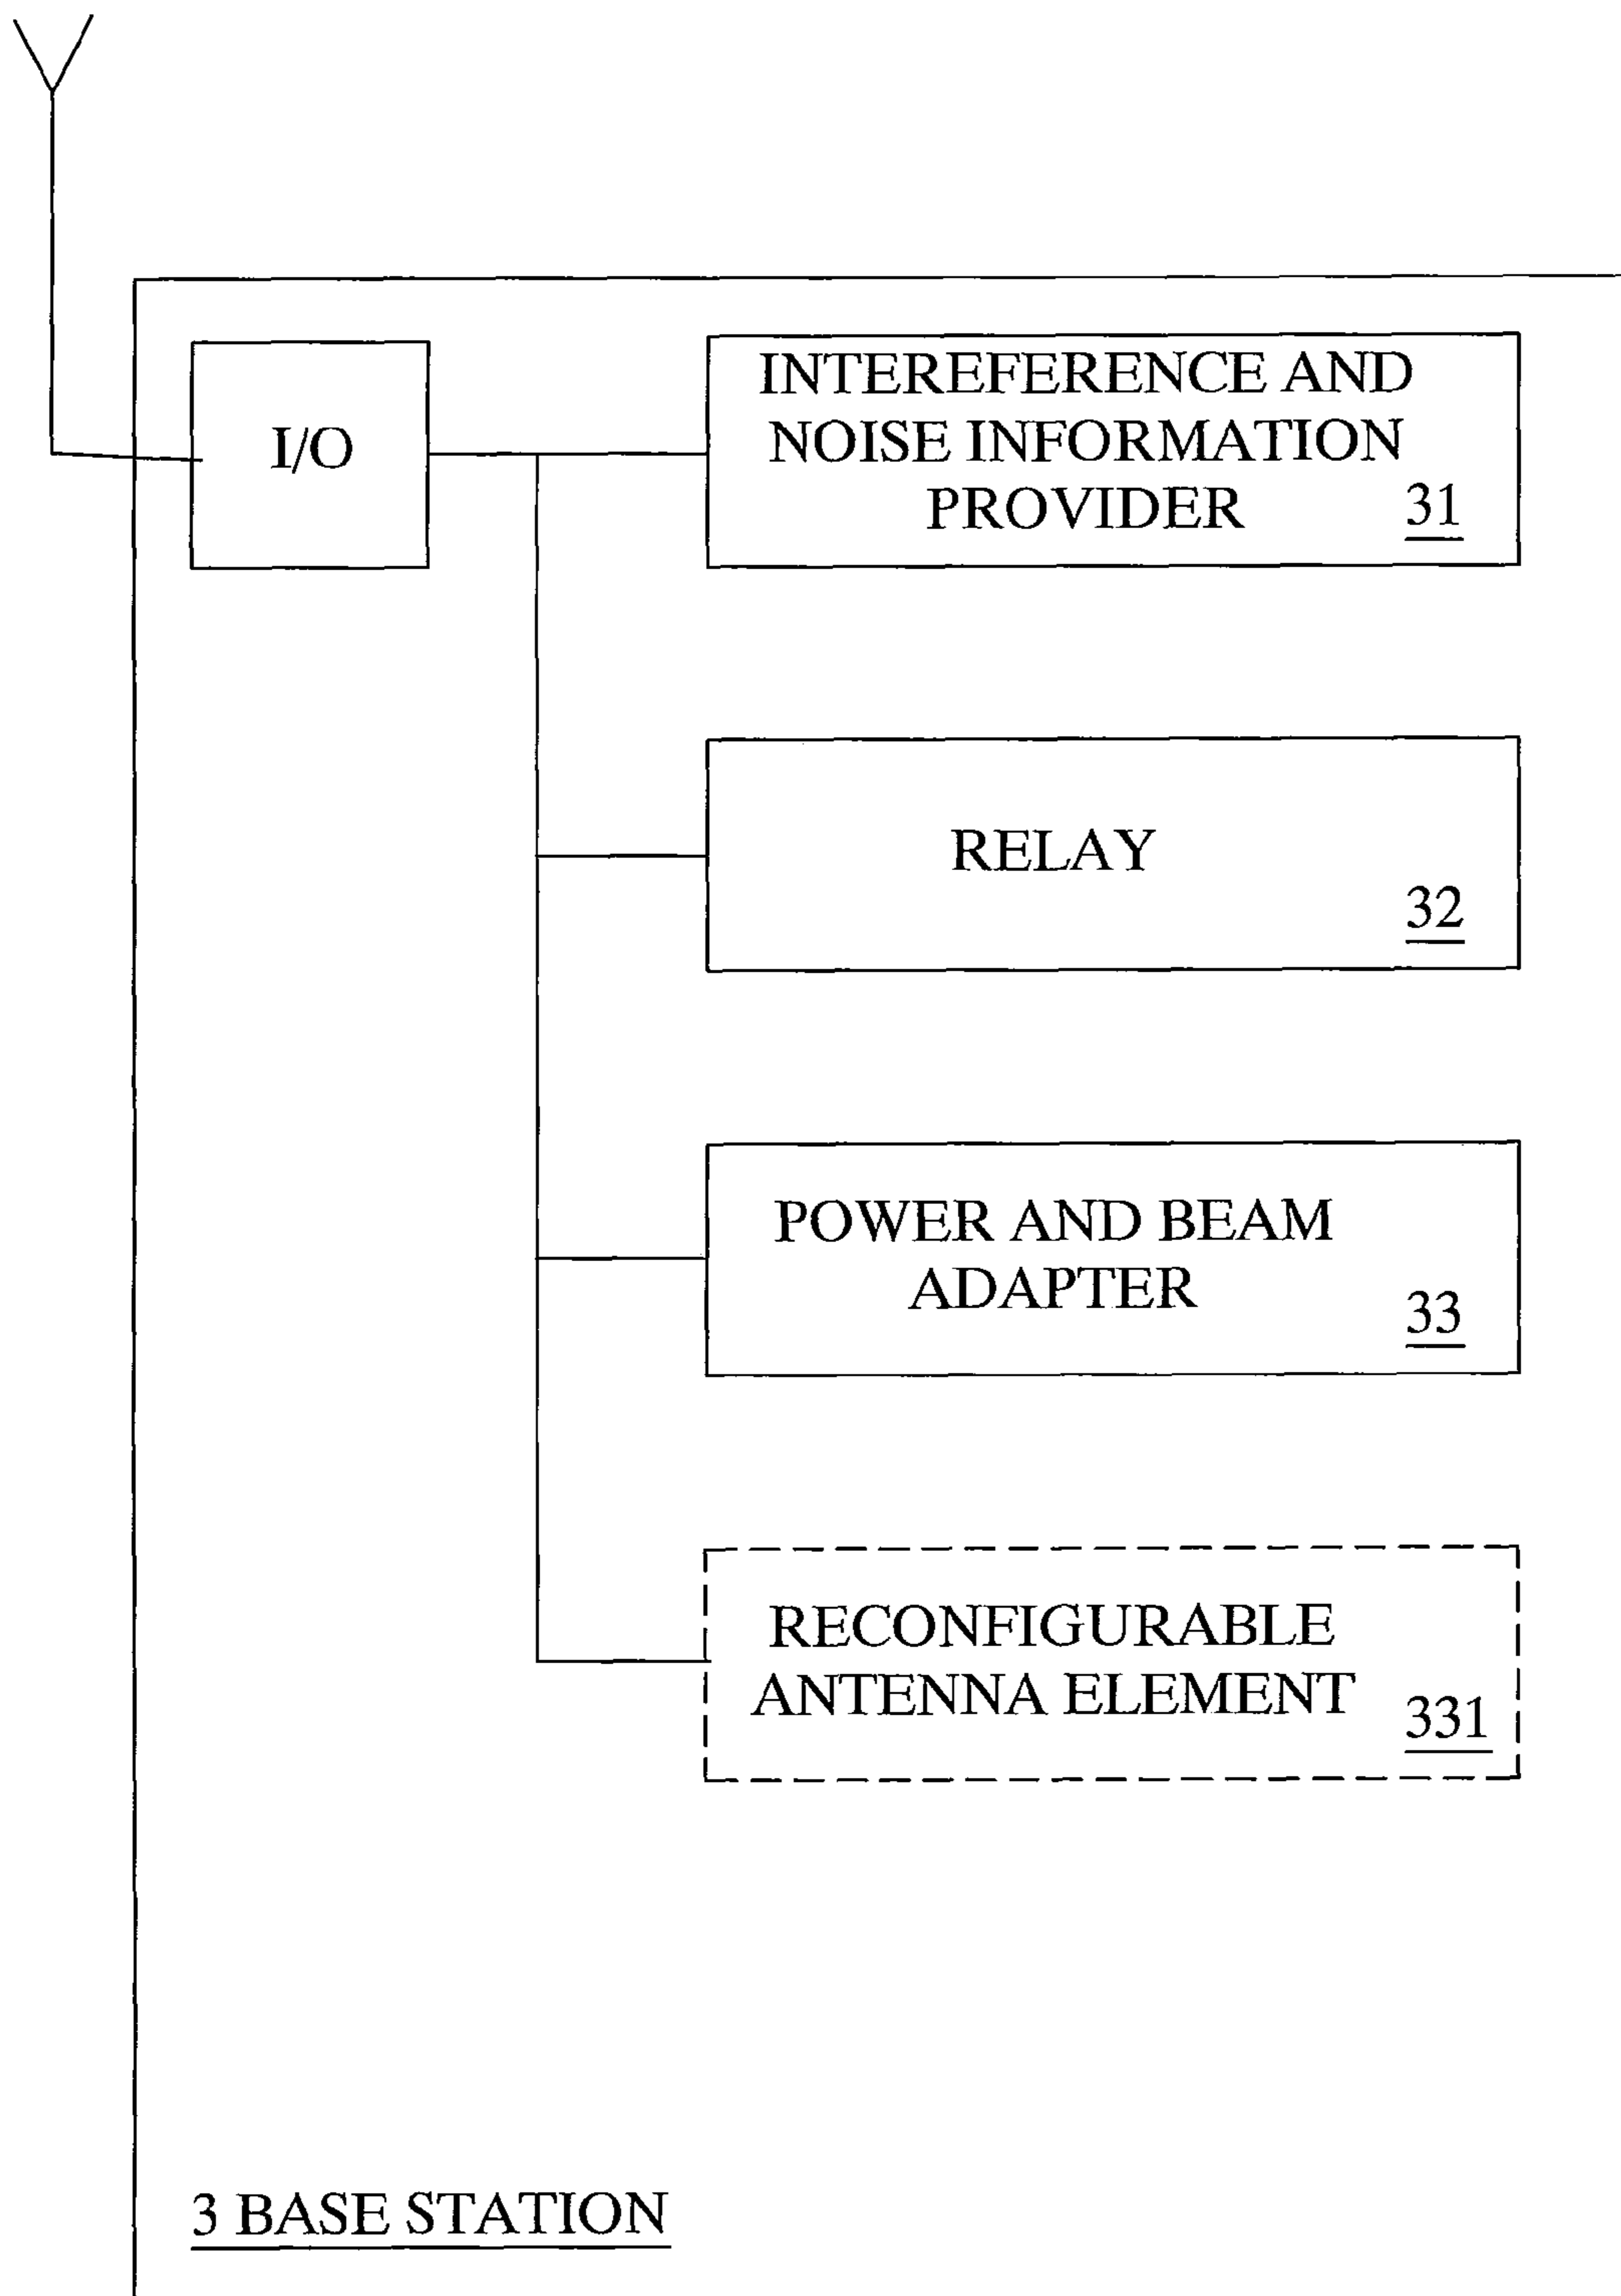 I/O
INTEREFERENCE AND
NOISE INFORMATION
PROVIDER 31
RELAY
32
POWER AND BEAM
ADAPTER
33
RECONFIGURABLE
ANTENNA ELEMENT
331
3 BASE STATION